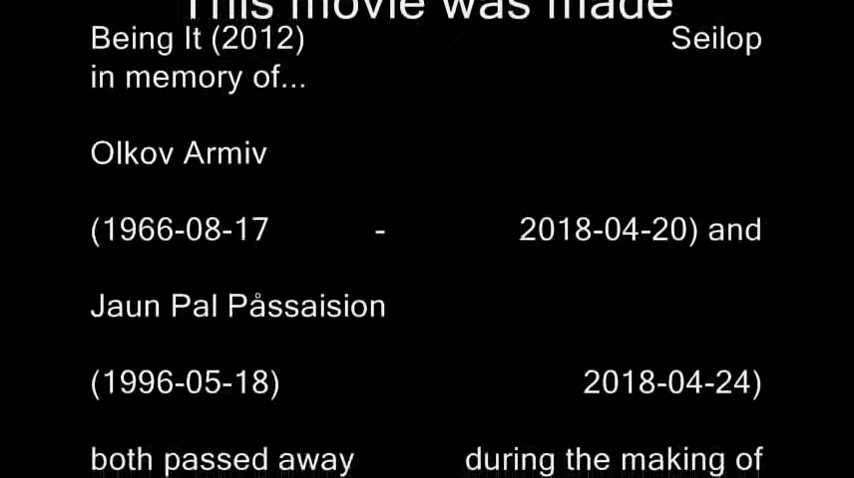 This movie was made
Being It (2012) Seilop
in memory of...
Olkov Armiv
(1966-08-17 - 2018-04-20) and
Jaun Pal Påssaision
(1996-05-18) 2018-04-24)
both passed away during the making of